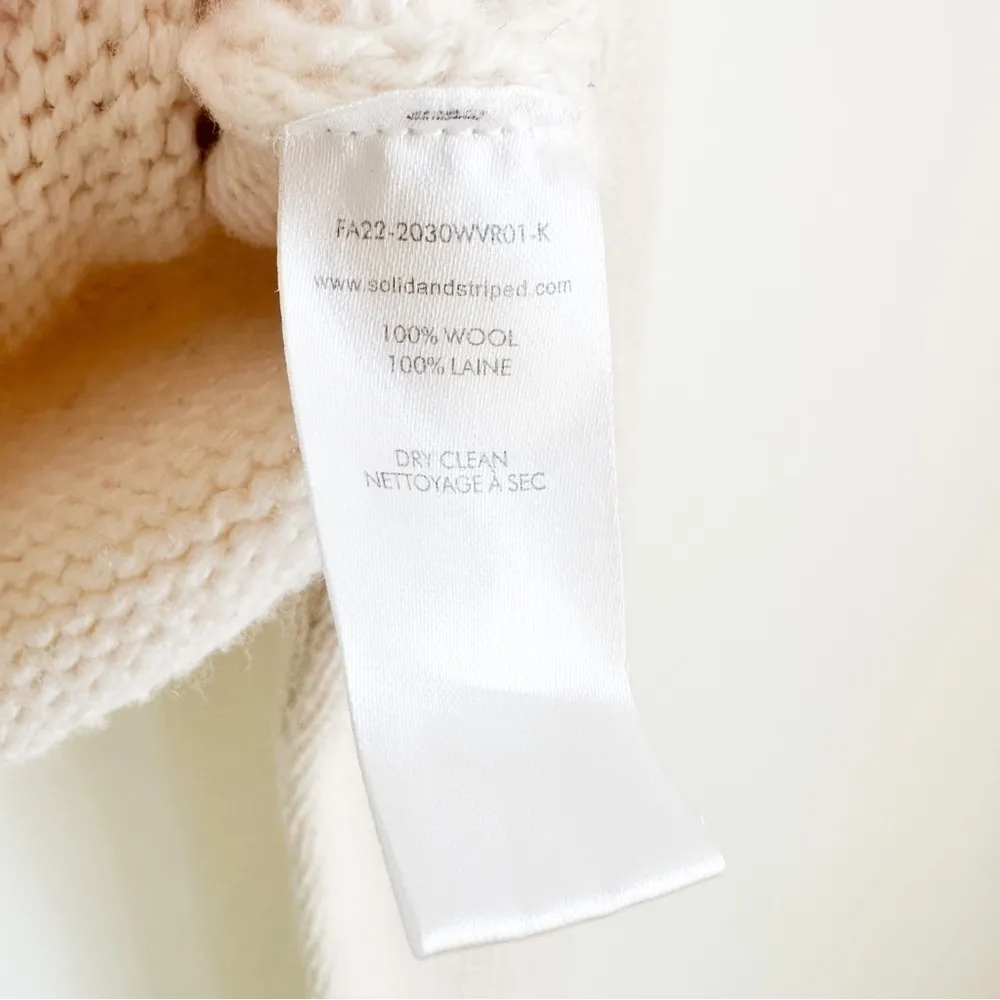 FA22-2030WVR01-K
www.solidandstriped.com
100% WOOL
100% LAINE
DRY CLEAN
NETTOYAGE À SEC